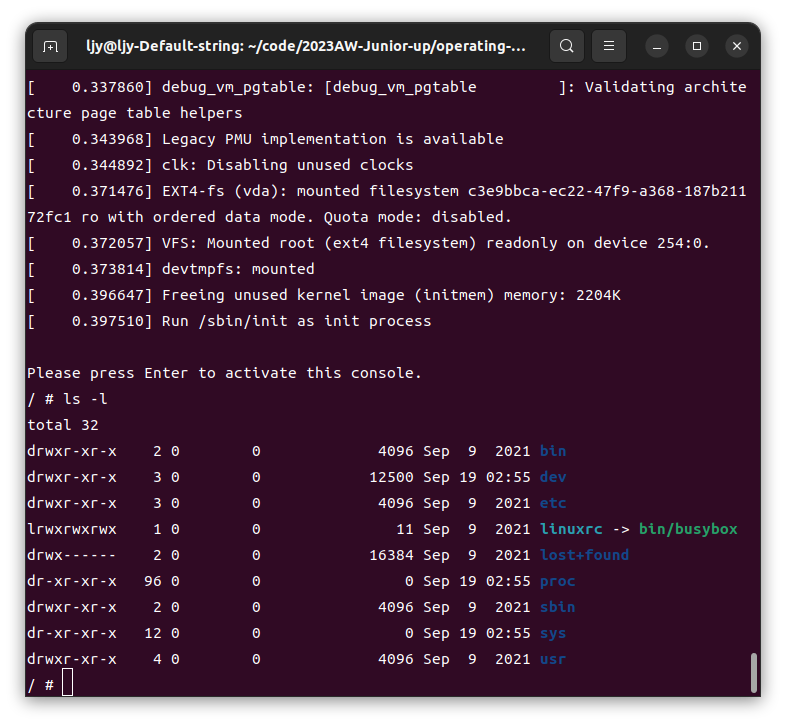 ljy@ljy-Default-string: ~/code/2023AW-Junior-up/operating-...
[    0.337860] debug_vm_pgtable: [debug_vm_pgtable         ]: Validating archite
cture page table helpers
[    0.343968] Legacy PMU implementation is available
[    0.344892] clk: Disabling unused clocks
[    0.371476] EXT4-fs (vda): mounted filesystem c3e9bbca-ec22-47f9-a368-187b211
72fc1 ro with ordered data mode. Quota mode: disabled.
[    0.372057] VFS: Mounted root (ext4 filesystem) readonly on device 254:0.
[    0.373814] devtmpfs: mounted
[    0.396647] Freeing unused kernel image (initmem) memory: 2204K
[    0.397510] Run /sbin/init as init process
Please press Enter to activate this console.
/ # ls -l
total 32
drwxr-xr-x    2 0        0             4096 Sep  9  2021 bin
drwxr-xr-x    3 0        0            12500 Sep 19 02:55 dev
drwxr-xr-x    3 0        0             4096 Sep  9  2021 etc
lrwxrwxrwx    1 0        0               11 Sep  9  2021 linuxrc -> bin/busybox
drwx------    2 0        0            16384 Sep  9  2021 lost+found
dr-xr-xr-x   96 0        0                0 Sep 19 02:55 proc
drwxr-xr-x    2 0        0             4096 Sep  9  2021 sbin
dr-xr-xr-x   12 0        0                0 Sep 19 02:55 sys
drwxr-xr-x    4 0        0             4096 Sep  9  2021 usr
/ #